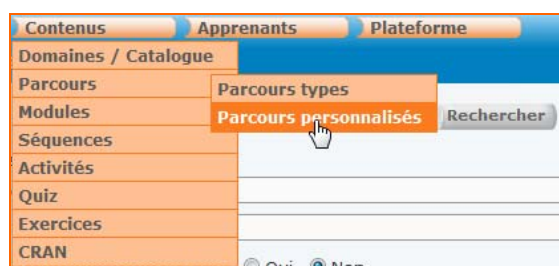 Contenus Apprenants Plateforme
Domaines / Catalogue
Parcours Parcours types
Modules Parcours personnalisés Rechercher
Séquences
Activités
Quiz
Exercices
CRAN Oui Non